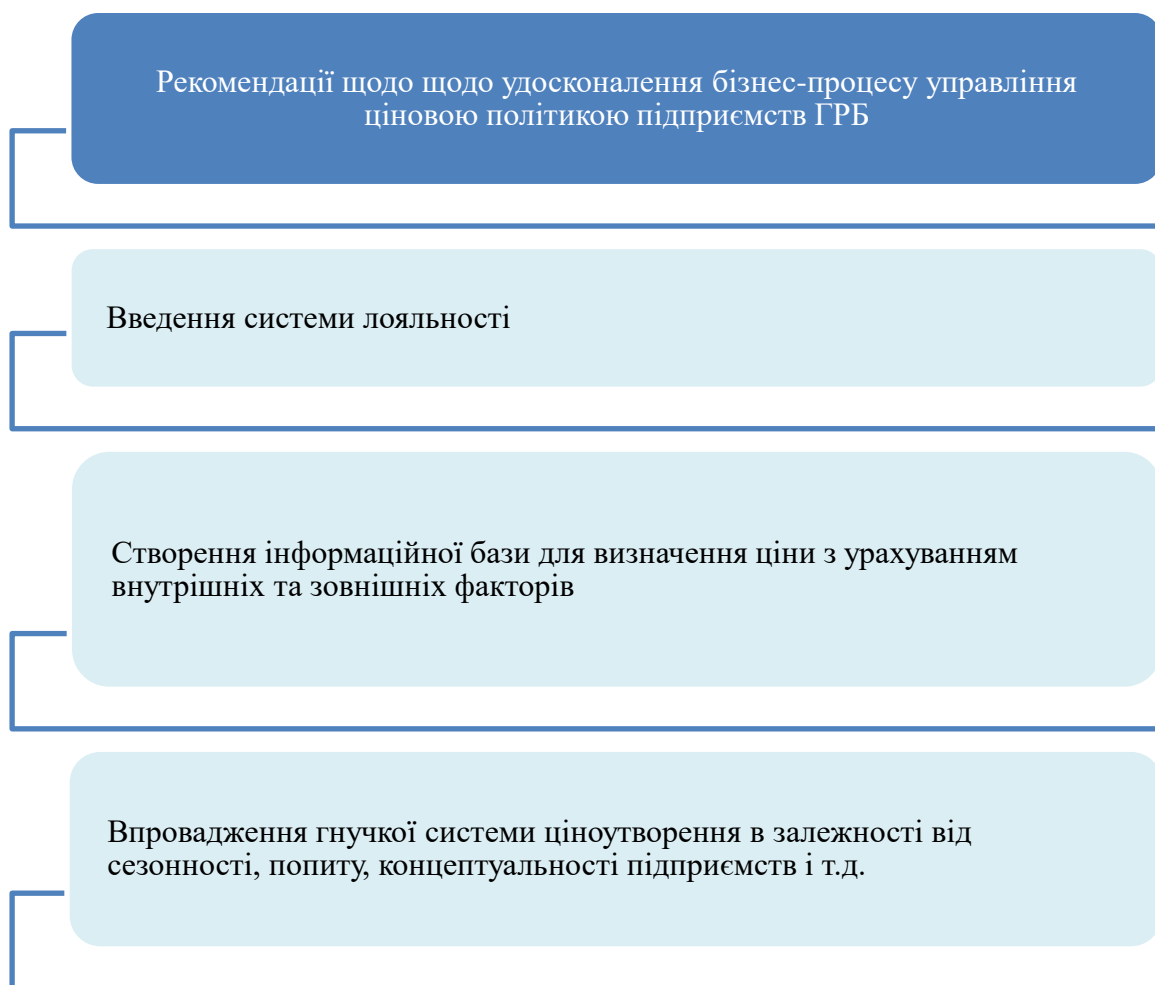 Рекомендації щодо щодо удосконалення бізнес-процесу управління
ціновою політикою підприємств ГРБ
Введення системи лояльності
Створення інформаційної бази для визначення ціни з урахуванням
внутрішніх та зовнішніх факторів
Впровадження гнучкої системи ціноутворення в залежності від
сезонності, попиту, концептуальності підприємств і т.д.